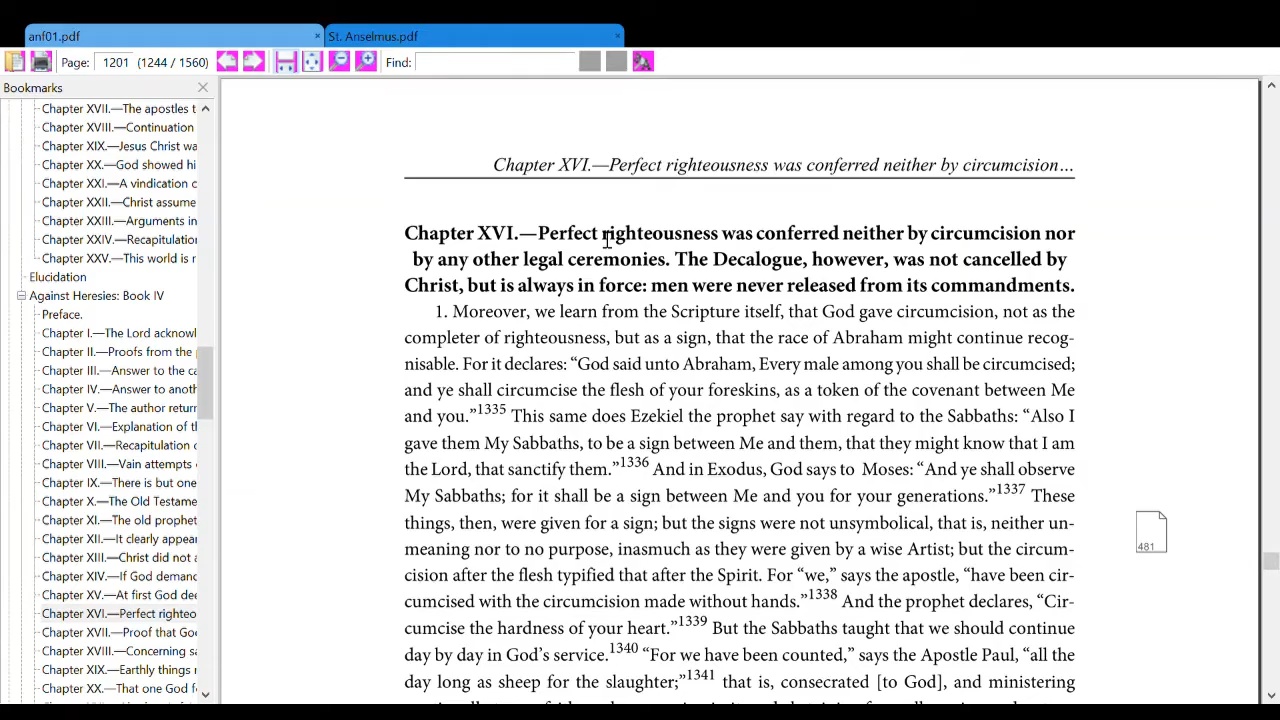 anf01.pdf × St. Anselmus.pdf ×
Page: 1201 (1244 / 1560) Find:
Bookmarks
Chapter XVII.—The apostles t
Chapter XVIII.—Continuation
Chapter XIX.—Jesus Christ wa
Chapter XX.—God showed hi
Chapter XXI.—A vindication o
Chapter XXII.—Christ assume
Chapter XXIII.—Arguments in
Chapter XXIV.—Recapitulation
Chapter XXV.—This world is r
Elucidation
Against Heresies: Book IV
Preface.
Chapter I.—The Lord acknowl
Chapter II.—Proofs from the
Chapter III.—Answer to the ca
Chapter IV.—Answer to anoth
Chapter V.—The author return
Chapter VI.—Explanation of th
Chapter VII.—Recapitulation o
Chapter VIII.—Vain attempts
Chapter IX.—There is but one
Chapter X.—The Old Testame
Chapter XI.—The old prophet
Chapter XII.—It clearly appear
Chapter XIII.—Christ did not a
Chapter XIV.—If God demand
Chapter XV.—At first God dee
Chapter XVI.—Perfect righteo
Chapter XVII.—Proof that Goo
Chapter XVIII.—Concerning sa
Chapter XIX.—Earthly things r
Chapter XX.—That one God f
Chapter XVI.—Perfect righteousness was conferred neither by circumcision…
Chapter XVI.—Perfect righteousness was conferred neither by circumcision nor
by any other legal ceremonies. The Decalogue, however, was not cancelled by
Christ, but is always in force: men were never released from its commandments.
1. Moreover, we learn from the Scripture itself, that God gave circumcision, not as the
completer of righteousness, but as a sign, that the race of Abraham might continue recog-
nisable. For it declares: “God said unto Abraham, Every male among you shall be circumcised;
and ye shall circumcise the flesh of your foreskins, as a token of the covenant between Me
and you.”1335 This same does Ezekiel the prophet say with regard to the Sabbaths: “Also I
gave them My Sabbaths, to be a sign between Me and them, that they might know that I am
the Lord, that sanctify them.”1336 And in Exodus, God says to Moses: “And ye shall observe
My Sabbaths; for it shall be a sign between Me and you for your generations.”1337 These
things, then, were given for a sign; but the signs were not unsymbolical, that is, neither un-
meaning nor to no purpose, inasmuch as they were given by a wise Artist; but the circum-
cision after the flesh typified that after the Spirit. For “we,” says the apostle, “have been cir-
cumcised with the circumcision made without hands.”1338 And the prophet declares, “Cir-
cumcise the hardness of your heart.”1339 But the Sabbaths taught that we should continue
day by day in God’s service.1340 “For we have been counted,” says the Apostle Paul, “all the
day long as sheep for the slaughter;”1341 that is, consecrated [to God], and ministering
481